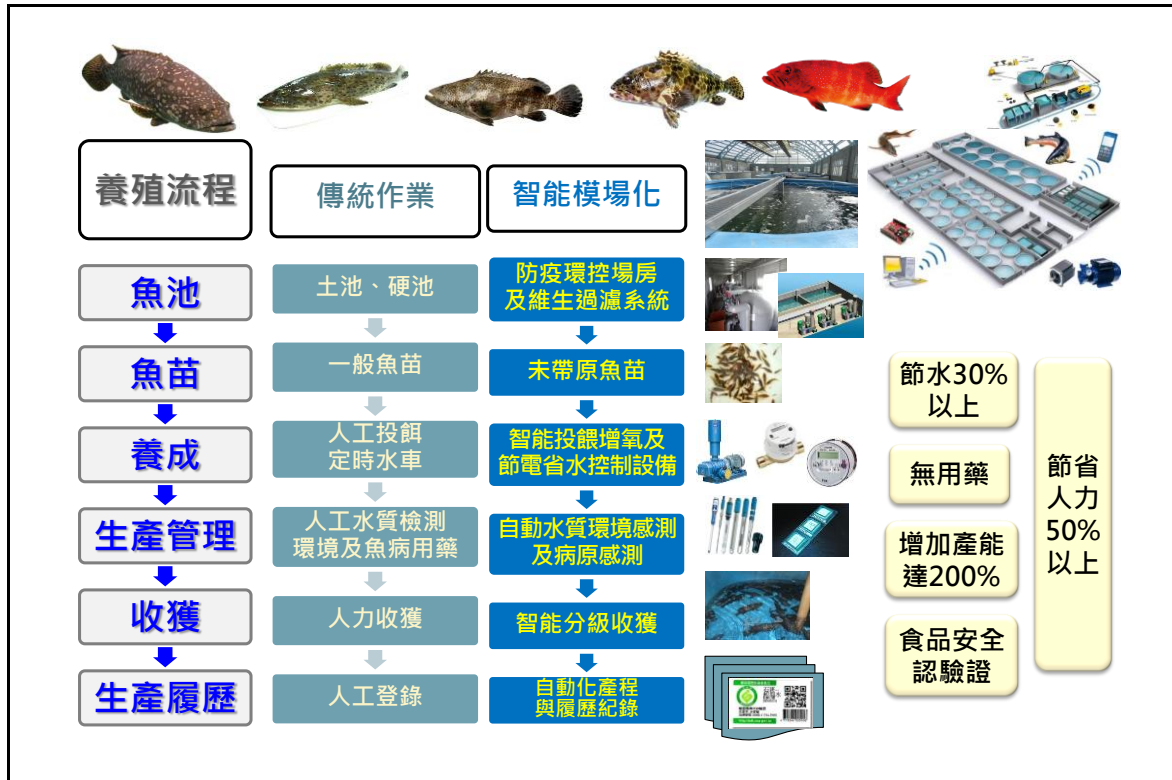 養殖流程
傳統作業
智能模場化
魚池
土池、硬池
防疫環控場房
及維生過濾系統
魚苗
一般魚苗
未帶原魚苗
養成
人工投餌
定時水車
智能投餵增氧及
節電省水控制設備
生產管理
人工水質檢測
環境及魚病用藥
自動水質環境感測
及病原感測
收獲
人力收獲
智能分級收獲
生產履歷
人工登錄
自動化產程
與履歷紀錄
節水30%
以上
無用藥
增加產能
達200%
食品安全
認驗證
節省
人力
50%
以上